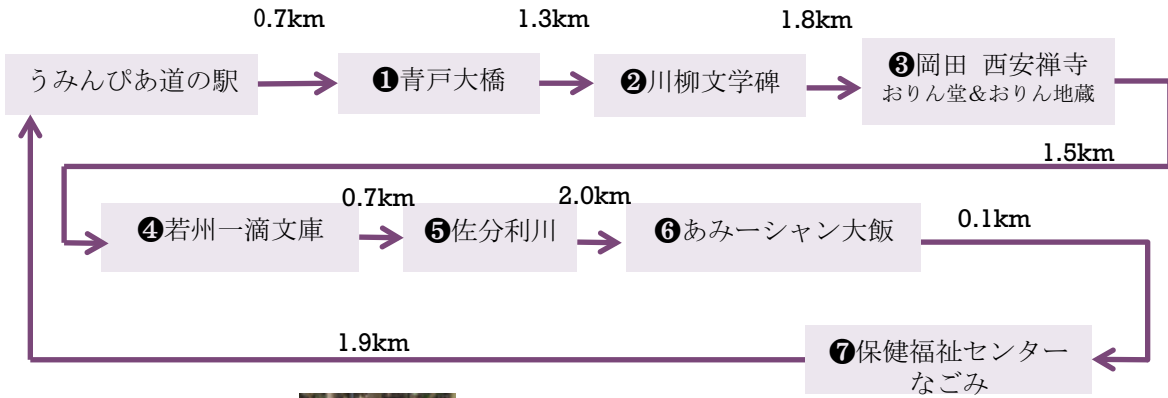 0.7km
1.3km
1.8km
うみんぴあ道の駅
❶青戸大橋
❷川柳文学碑
❸岡田 西安禅寺
おりん堂&おりん地蔵
1.5km
0.7km
2.0km
0.1km
❹若州一滴文庫
❺佐分利川
❻あみーシャン大飯
1.9km
❼保健福祉センター
なごみ